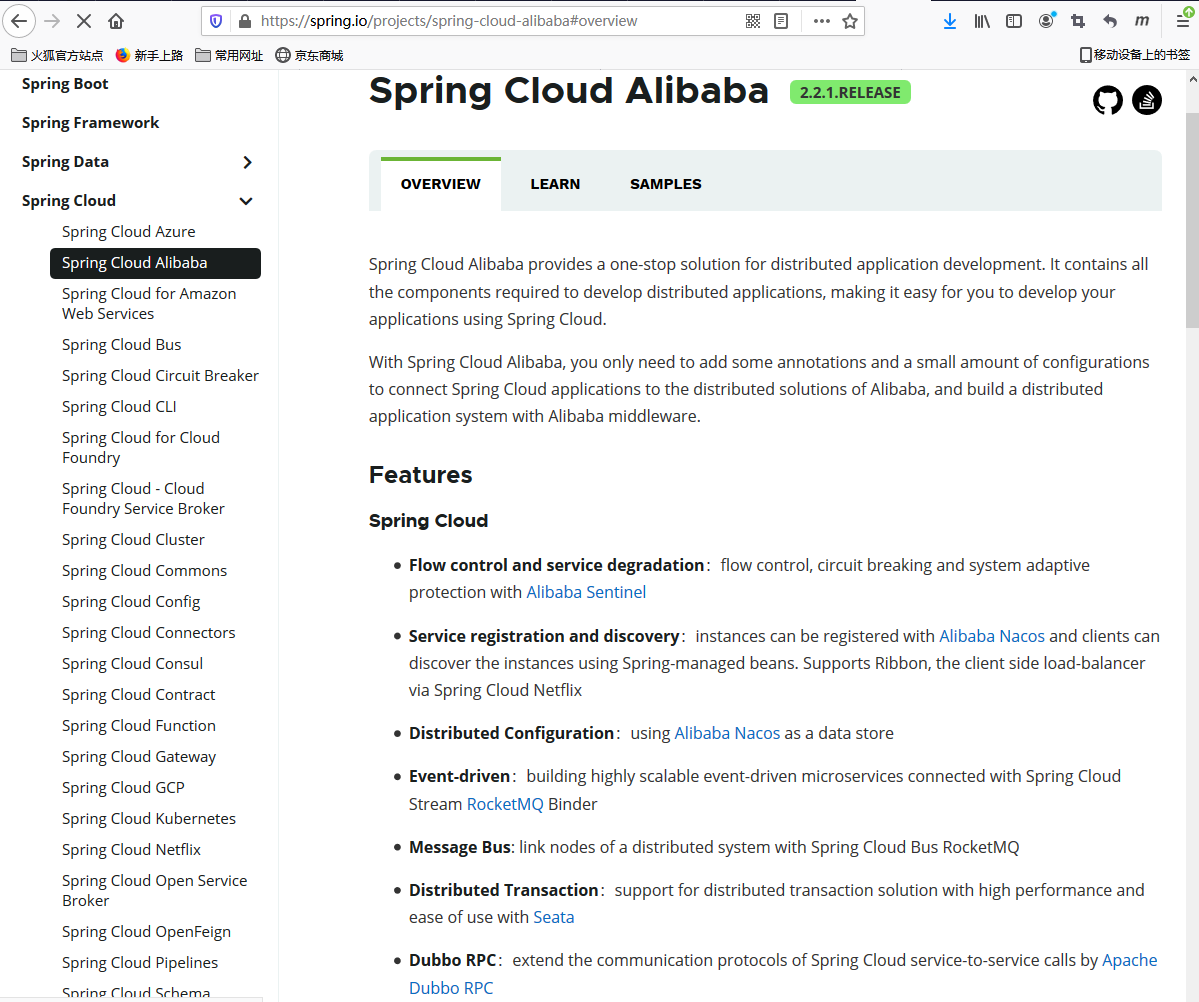 https://spring.io/projects/spring-cloud-alibaba#overview
火狐官方站点 新手上路 常用网址 京东商城 移动设备上的书签
Spring Boot
Spring Framework
Spring Data
Spring Cloud
Spring Cloud Azure
Spring Cloud Alibaba
Spring Cloud for Amazon
Web Services
Spring Cloud Bus
Spring Cloud Circuit Breaker
Spring Cloud CLI
Spring Cloud for Cloud
Foundry
Spring Cloud - Cloud
Foundry Service Broker
Spring Cloud Cluster
Spring Cloud Commons
Spring Cloud Config
Spring Cloud Connectors
Spring Cloud Consul
Spring Cloud Contract
Spring Cloud Function
Spring Cloud Gateway
Spring Cloud GCP
Spring Cloud Kubernetes
Spring Cloud Netflix
Spring Cloud Open Service
Broker
Spring Cloud OpenFeign
Spring Cloud Pipelines
Spring Cloud Schema
Spring Cloud Alibaba 2.2.1.RELEASE
OVERVIEW LEARN SAMPLES
Spring Cloud Alibaba provides a one-stop solution for distributed application development. It contains all
the components required to develop distributed applications, making it easy for you to develop your
applications using Spring Cloud.
With Spring Cloud Alibaba, you only need to add some annotations and a small amount of configurations
to connect Spring Cloud applications to the distributed solutions of Alibaba, and build a distributed
application system with Alibaba middleware.
Features
Spring Cloud
• Flow control and service degradation：flow control, circuit breaking and system adaptive
protection with Alibaba Sentinel
• Service registration and discovery：instances can be registered with Alibaba Nacos and clients can
discover the instances using Spring-managed beans. Supports Ribbon, the client side load-balancer
via Spring Cloud Netflix
• Distributed Configuration：using Alibaba Nacos as a data store
• Event-driven：building highly scalable event-driven microservices connected with Spring Cloud
Stream RocketMQ Binder
• Message Bus: link nodes of a distributed system with Spring Cloud Bus RocketMQ
• Distributed Transaction：support for distributed transaction solution with high performance and
ease of use with Seata
• Dubbo RPC：extend the communication protocols of Spring Cloud service-to-service calls by Apache
Dubbo RPC